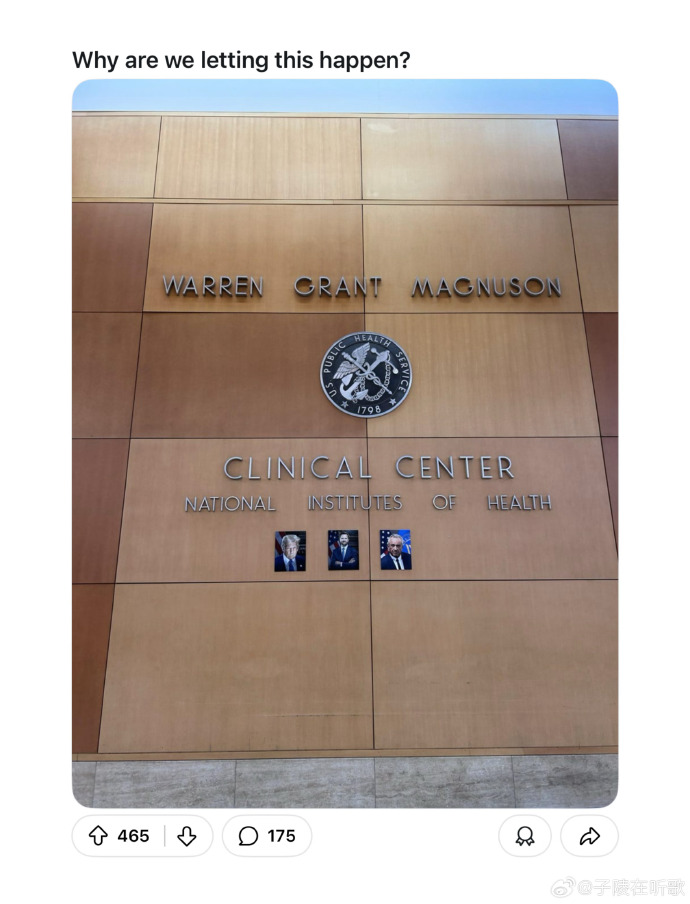 Why are we letting this happen?
WARREN GRANT MAGNUSON
U.S. PUBLIC HEALTH SERVICE
1798
CLINICAL CENTER
NATIONAL INSTITUTES OF HEALTH
465
175
@子陵在听歌